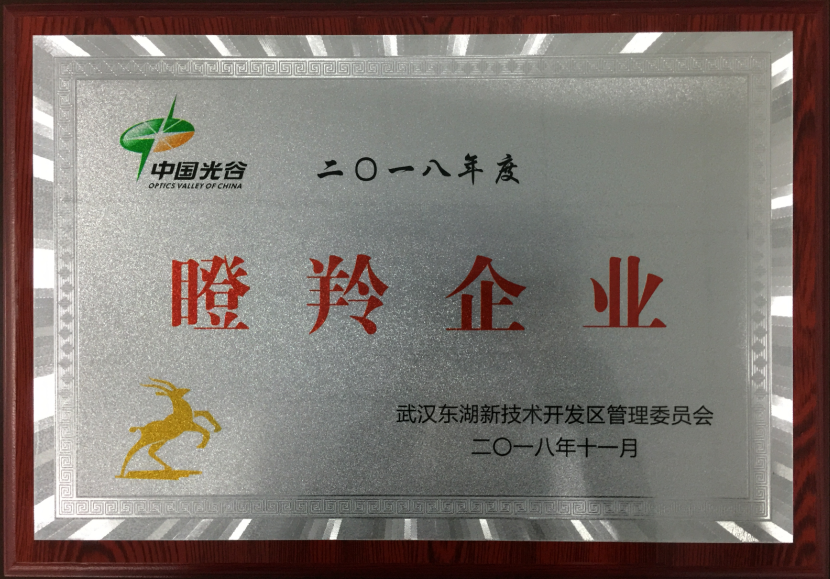 中国光谷
OPTICS VALLEY OF CHINA
二〇一八年度
瞪羚企业
武汉东湖新技术开发区管理委员会
二〇一八年十一月